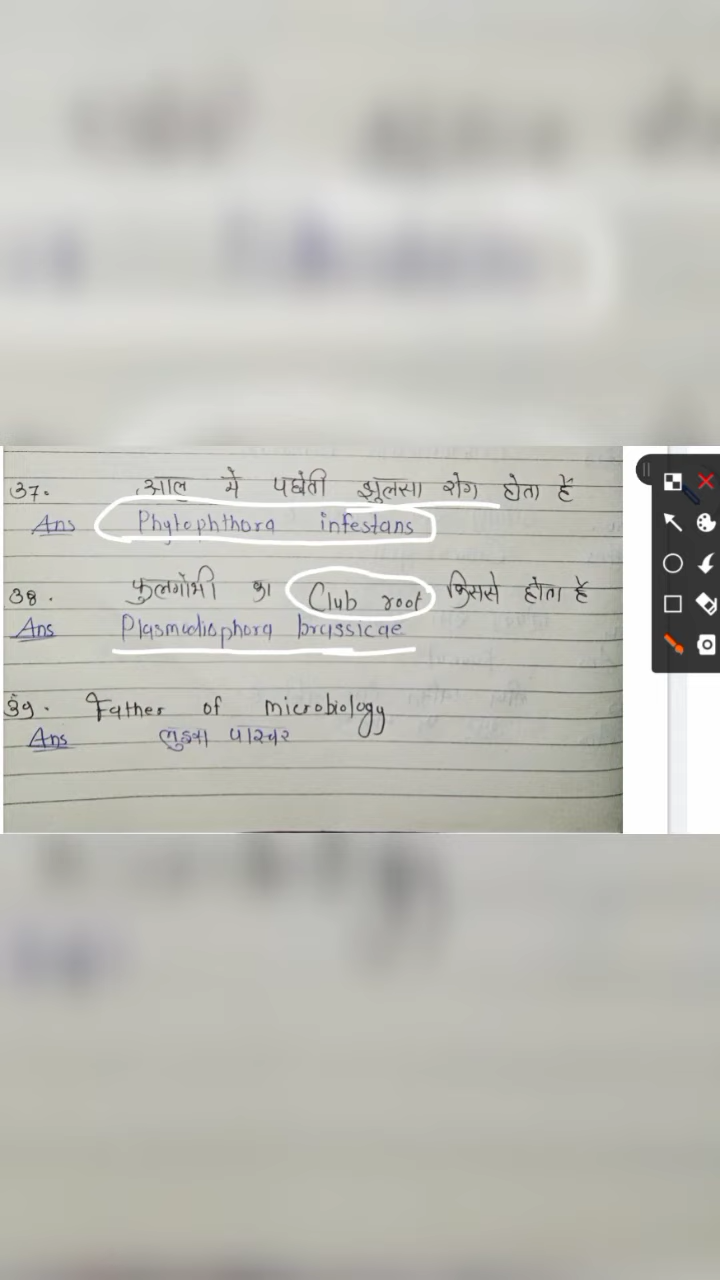 37. आलू में पछेती झुलसा रोग होता है
Ans Phytophthora infestans
38. फुलगोभी का Club root किससे होता है
Ans Plasmodiophora brassicae
39. Father of microbiology
Ans लुइस पास्चर